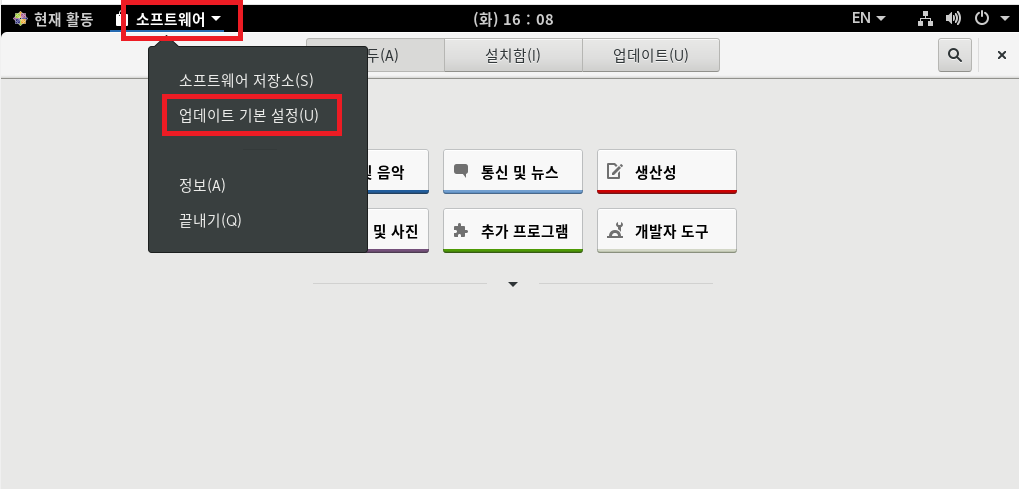 현재 활동 소프트웨어 (화) 16 : 08 EN
두(A) 설치함(I) 업데이트(U)
소프트웨어 저장소(S)
업데이트 기본 설정(U)
정보(A)
끝내기(Q)
및 음악 통신 및 뉴스 생산성
및 사진 추가 프로그램 개발자 도구